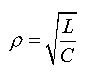 ρ = √(L/C)